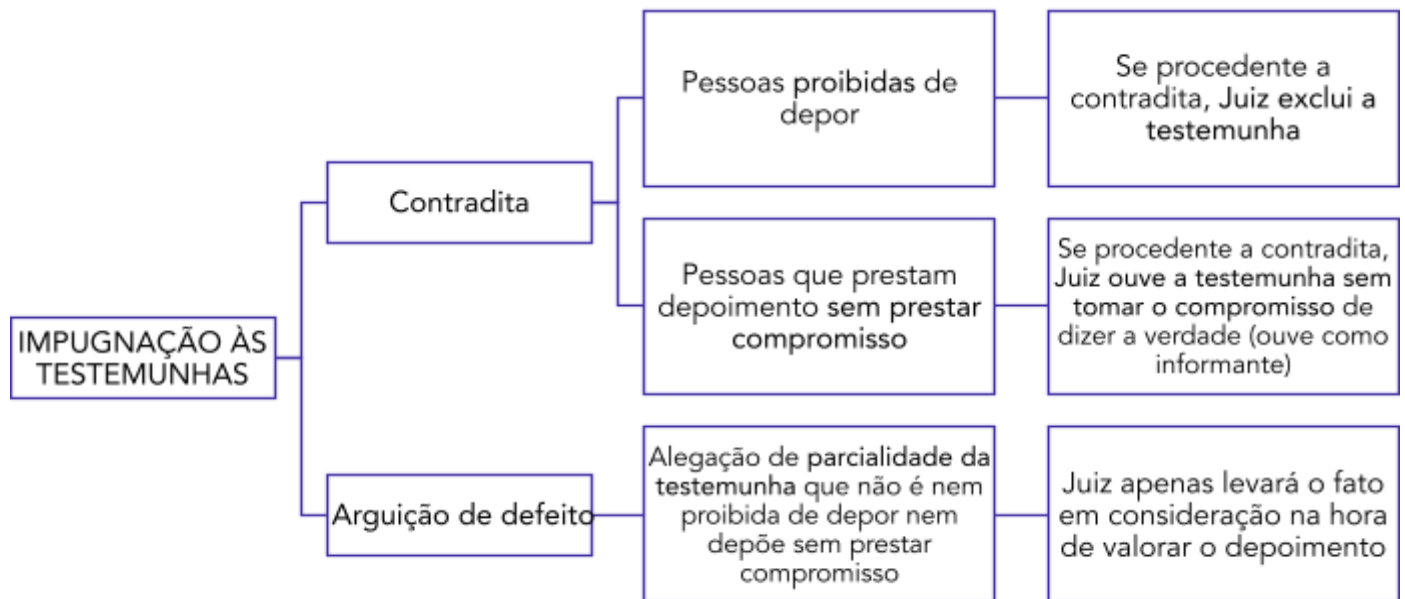 IMPUGNAÇÃO ÀS
TESTEMUNHAS
Contradita
Pessoas proibidas de
depor
Se procedente a
contradita, Juiz exclui a
testemunha
Pessoas que prestam
depoimento sem prestar
compromisso
Se procedente a contradita,
Juiz ouve a testemunha sem
tomar o compromisso de
dizer a verdade (ouve como
informante)
Arguição de defeito
Alegação de parcialidade da
testemunha que não é nem
proibida de depor nem
depõe sem prestar
compromisso
Juiz apenas levará o fato
em consideração na hora
de valorar o depoimento